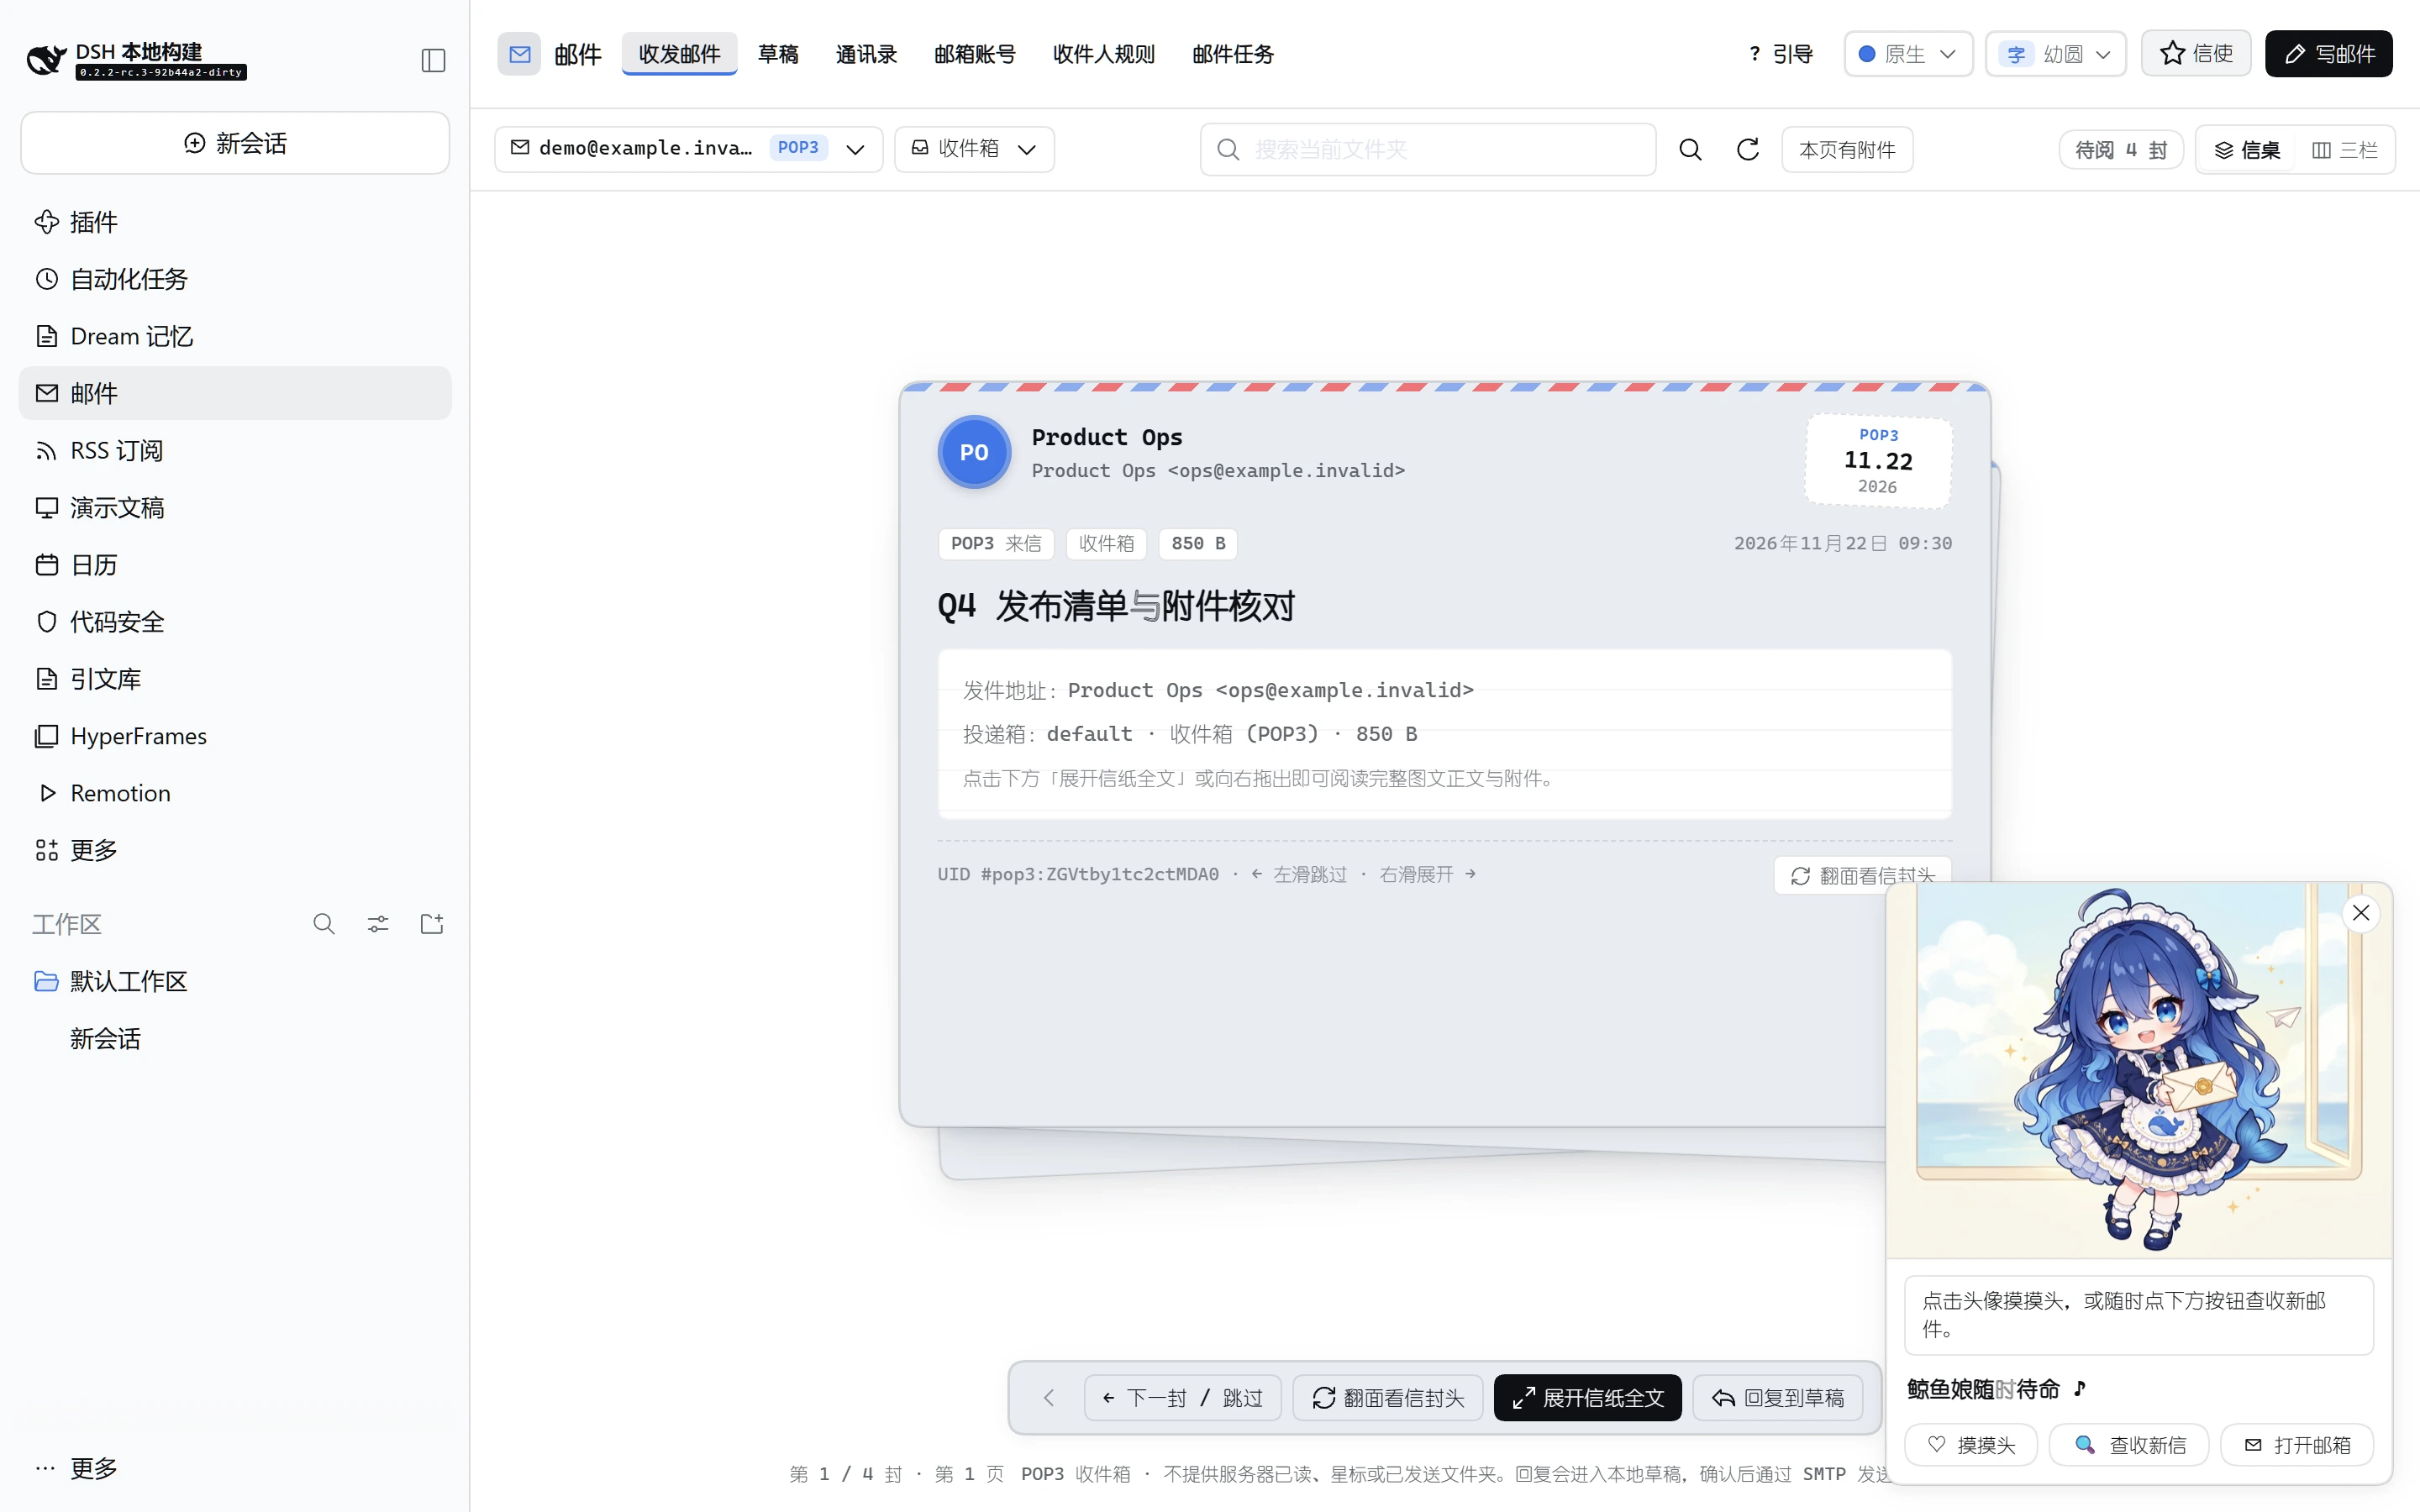 DSH 本地构建
0.2.2-rc.3-92b44a2-dirty
新会话
插件
自动化任务
Dream 记忆
邮件
RSS 订阅
演示文稿
日历
代码安全
引文库
HyperFrames
Remotion
更多
工作区
默认工作区
新会话
更多
邮件 收发邮件 草稿 通讯录 邮箱账号 收件人规则 邮件任务
? 引导 原生 字 幼圆 信使 写邮件
demo@example.inva… POP3 收件箱 搜索当前文件夹 本页有附件 待阅 4 封 信桌 三栏
PO
Product Ops
Product Ops <ops@example.invalid>
POP3
11.22
2026
POP3 来信 收件箱 850 B 2026年11月22日 09:30
Q4 发布清单与附件核对
发件地址: Product Ops <ops@example.invalid>
投递箱: default · 收件箱 (POP3) · 850 B
点击下方「展开信纸全文」或向右拖出即可阅读完整图文正文与附件。
UID #pop3:ZGVtby1tc2ctMDA0 · ← 左滑跳过 · 右滑展开 → 翻面看信封头
← 下一封 / 跳过 翻面看信封头 展开信纸全文 回复到草稿
第 1 / 4 封 · 第 1 页 POP3 收件箱 · 不提供服务器已读、星标或已发送文件夹。回复会进入本地草稿，确认后通过 SMTP 发送
点击头像摸摸头，或随时点下方按钮查收新邮
件。
鲸鱼娘随时待命 ♪
♡ 摸摸头 查收新信 打开邮箱